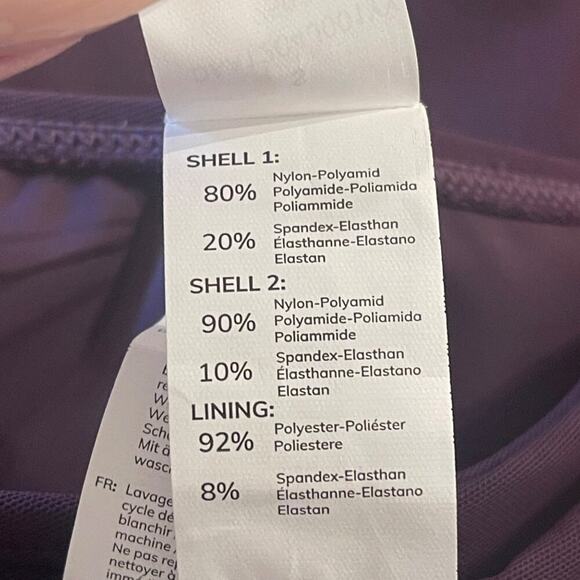 SHELL 1:
80% Nylon-Polyamid
Polyamide-Poliamida
Poliammide
20% Spandex-Elasthan
Élasthanne-Elastano
Elastan
SHELL 2:
90% Nylon-Polyamid
Polyamide-Poliamida
Poliammide
10% Spandex-Elasthan
Élasthanne-Elastano
Elastan
LINING:
92% Polyester-Poliéster
Poliestere
8% Spandex-Elasthan
Élasthanne-Elastano
Elastan
Mit
FR: Lavage
cycle
blanchir
machine
Ne pas
nettoyer